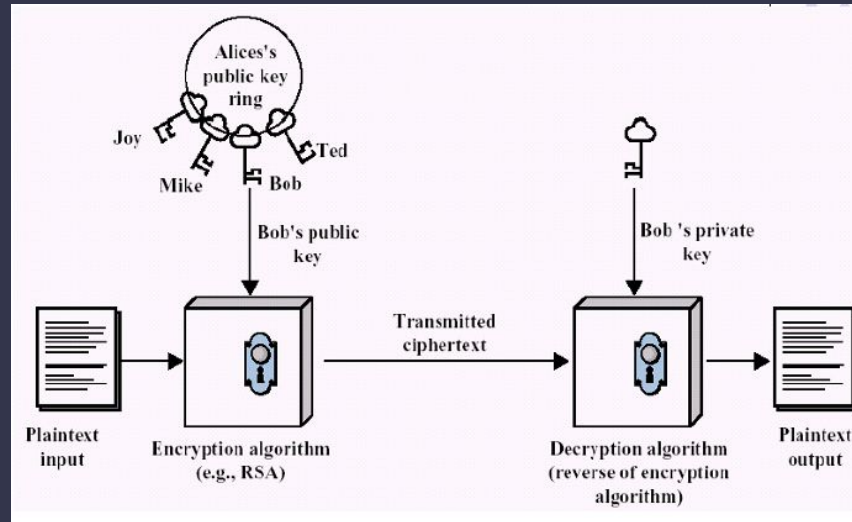 Alices's
public key
ring
Joy
Mike
Bob
Ted
Bob's public
key
Bob 's private
key
Transmitted
ciphertext
Plaintext
input
Encryption algorithm
(e.g., RSA)
Decryption algorithm
(reverse of encryption
algorithm)
Plaintext
output